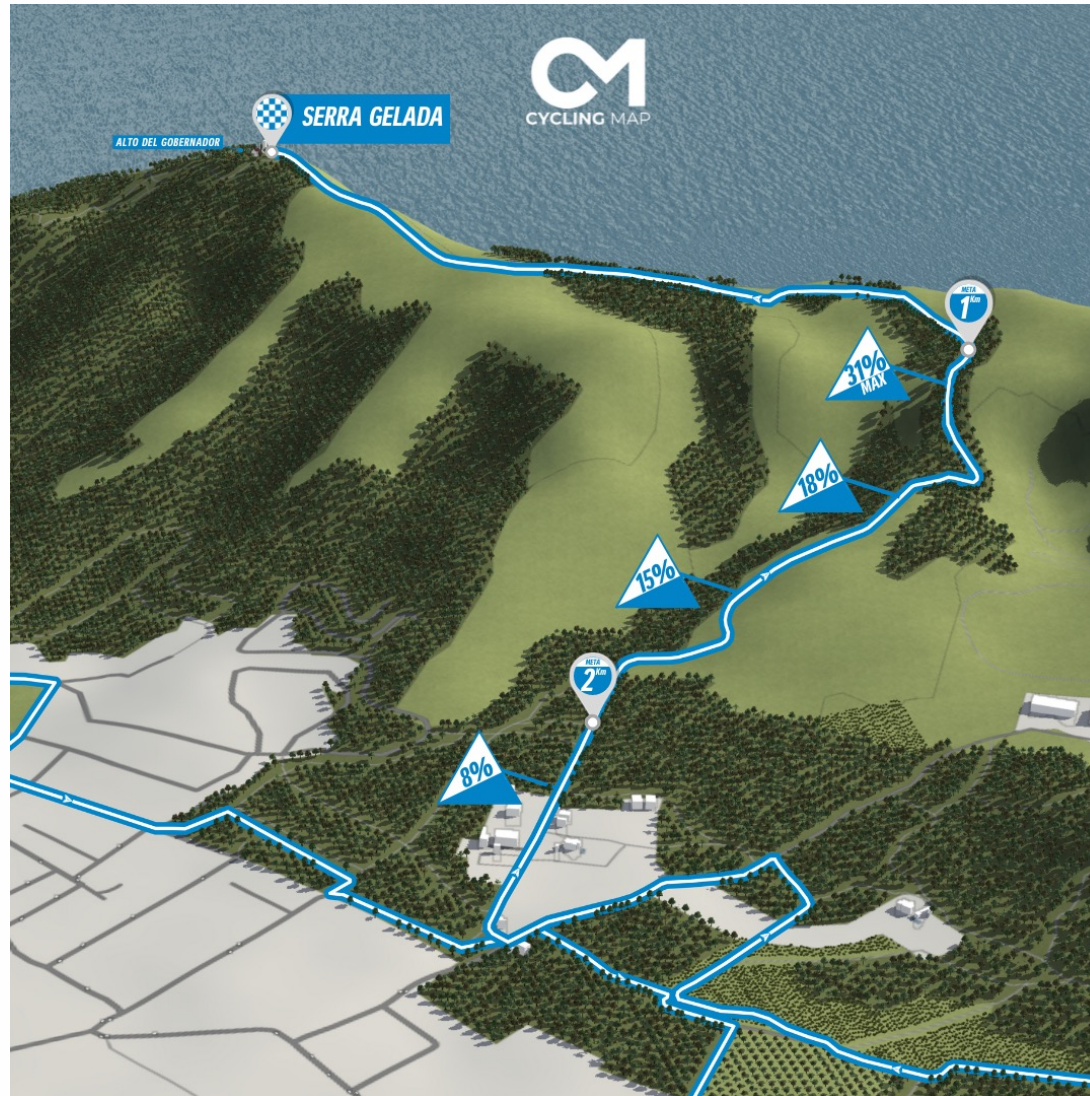 CM
CYCLING MAP
SERRA GELADA
ALTO DEL GOBERNADOR
META
1 Km
31%
MAX
18%
15%
META
2 Km
8%